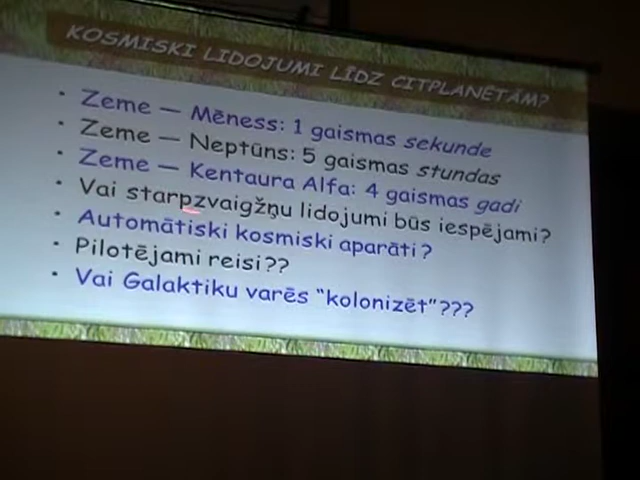 KOSMISKI LIDOJUMI LĪDZ CITPLANĒTĀM?
• Zeme — Mēness: 1 gaismas sekunde
• Zeme — Neptūns: 5 gaismas stundas
• Zeme — Kentaura Alfa: 4 gaismas gadi
• Vai starpzvaigžņu lidojumi būs iespējami?
• Automātiski kosmiski aparāti?
• Pilotējami reisi??
• Vai Galaktiku varēs “kolonizēt”???